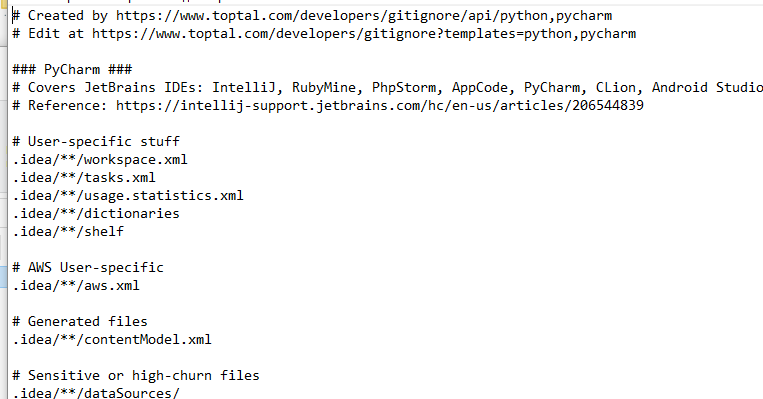 # Created by https://www.toptal.com/developers/gitignore/api/python,pycharm
# Edit at https://www.toptal.com/developers/gitignore?templates=python,pycharm
### PyCharm ###
# Covers JetBrains IDEs: IntelliJ, RubyMine, PhpStorm, AppCode, PyCharm, CLion, Android Studio
# Reference: https://intellij-support.jetbrains.com/hc/en-us/articles/206544839
# User-specific stuff
.idea/**/workspace.xml
.idea/**/tasks.xml
.idea/**/usage.statistics.xml
.idea/**/dictionaries
.idea/**/shelf
# AWS User-specific
.idea/**/aws.xml
# Generated files
.idea/**/contentModel.xml
# Sensitive or high-churn files
.idea/**/dataSources/